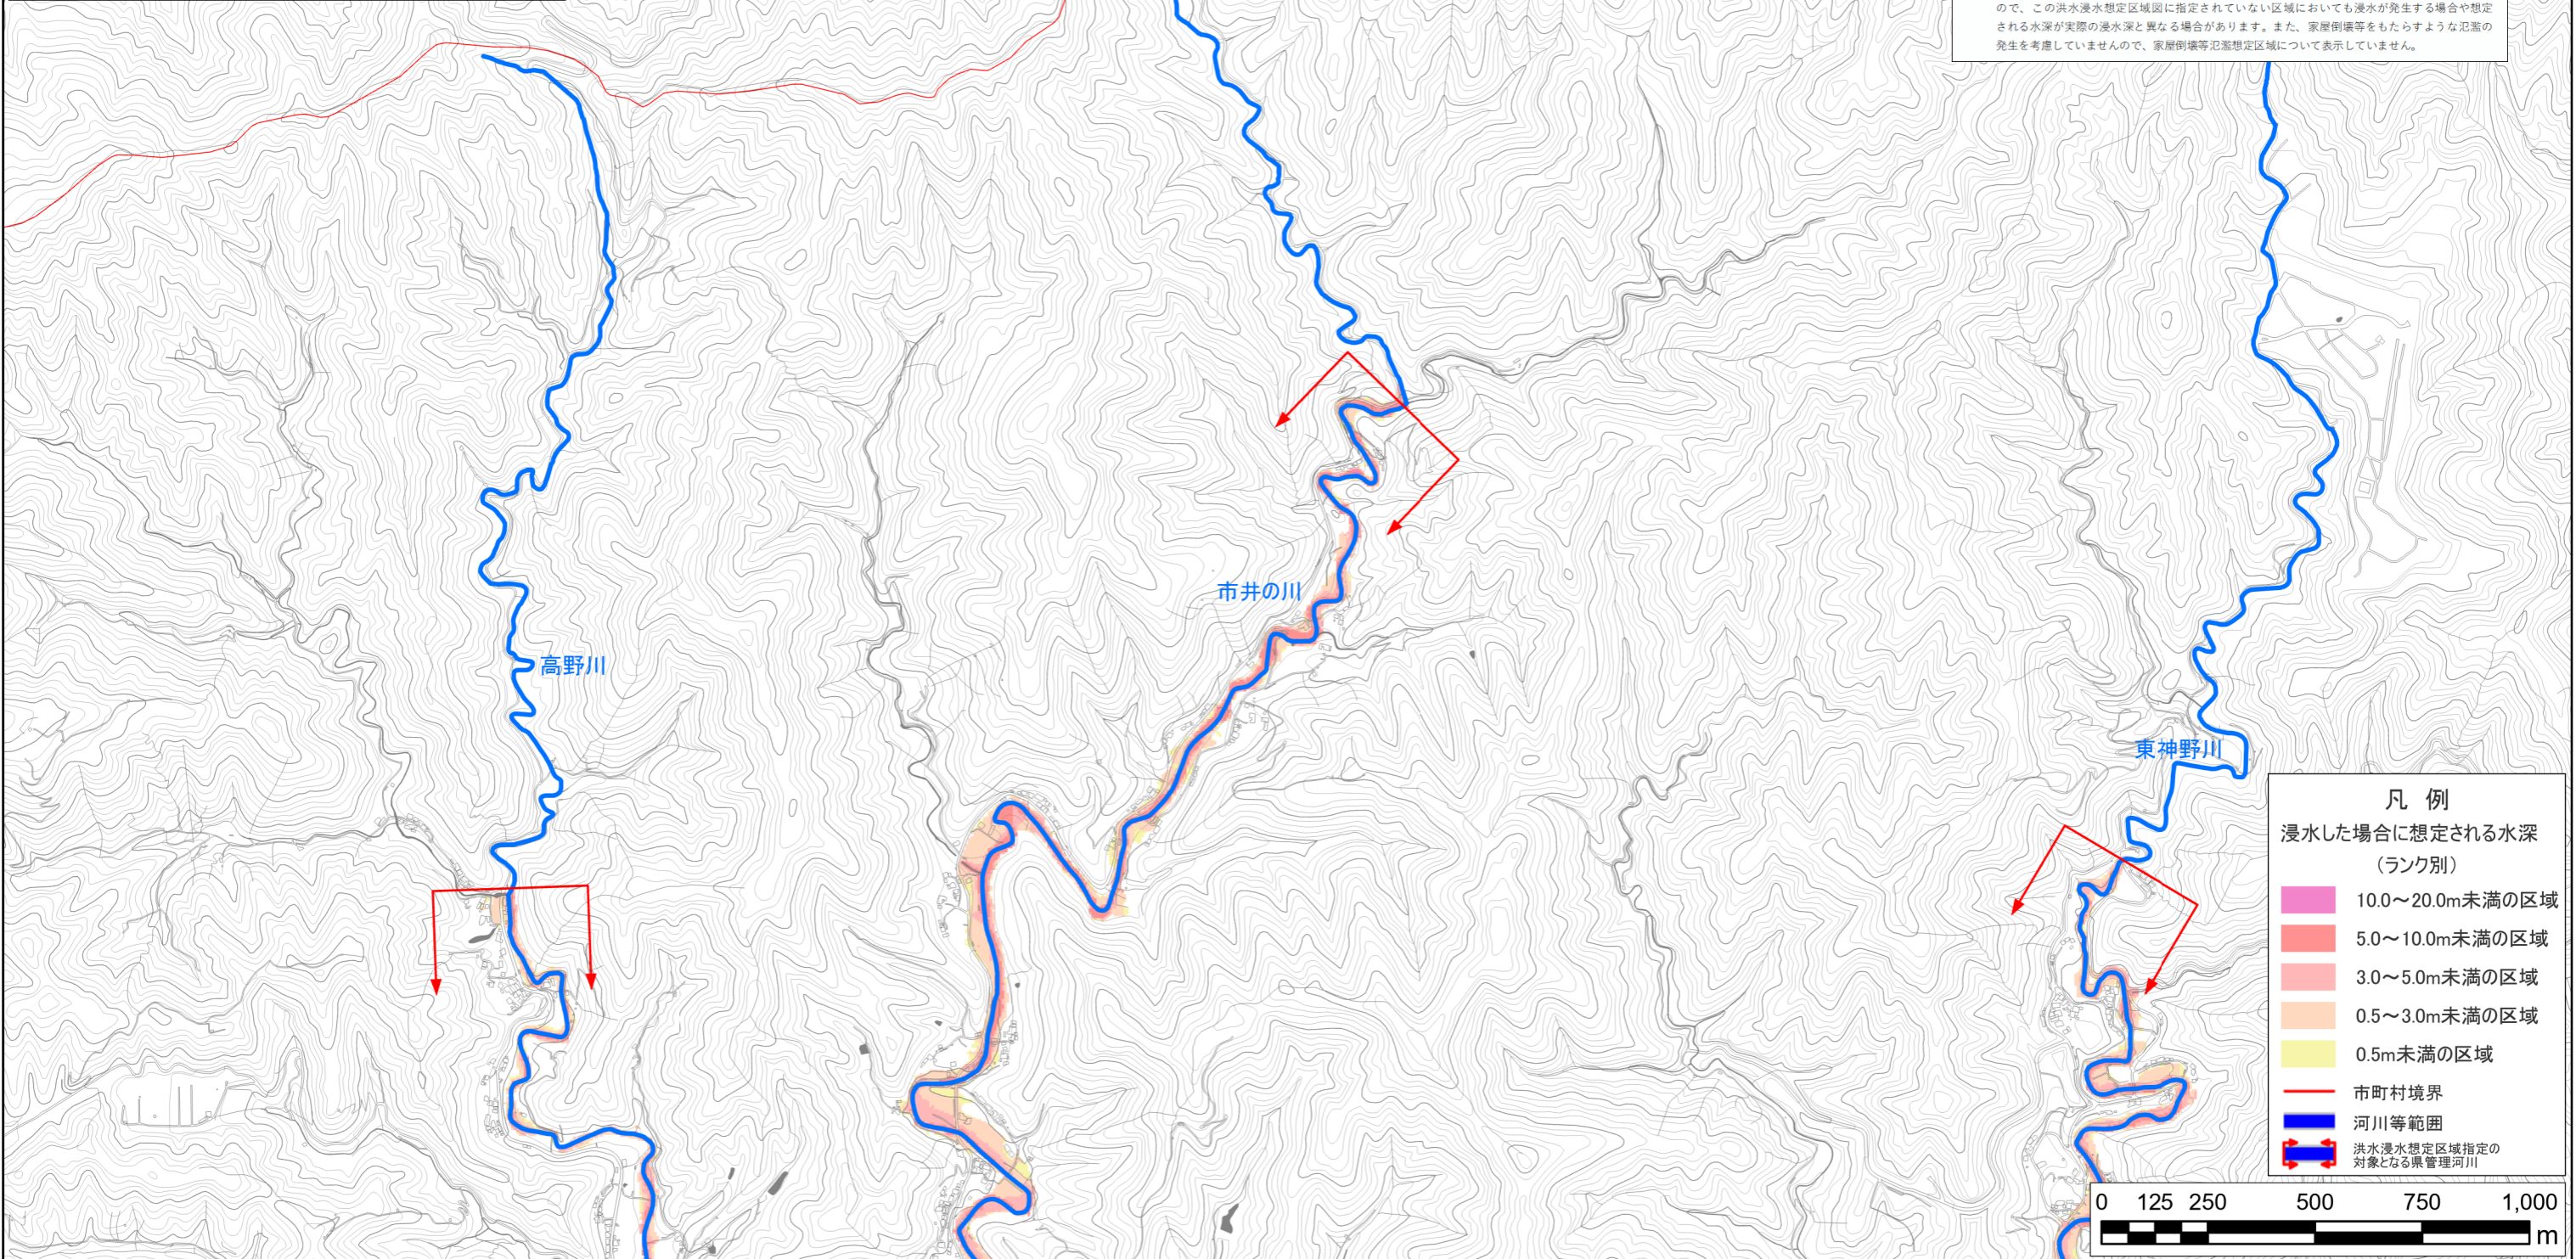 ので、この洪水浸水想定区域図に指定されていない区域においても浸水が発生する場合や想定
される水深が実際の浸水深と異なる場合があります。また、家屋倒壊等をもたらすような氾濫の
発生を考慮していませんので、家屋倒壊等氾濫想定区域について表示していません。
市井の川
高野川
東神野川
凡 例
浸水した場合に想定される水深
（ランク別）
10.0～20.0m未満の区域
5.0～10.0m未満の区域
3.0～5.0m未満の区域
0.5～3.0m未満の区域
0.5m未満の区域
市町村境界
河川等範囲
洪水浸水想定区域指定の
対象となる県管理河川
0 125 250 500 750 1,000
m